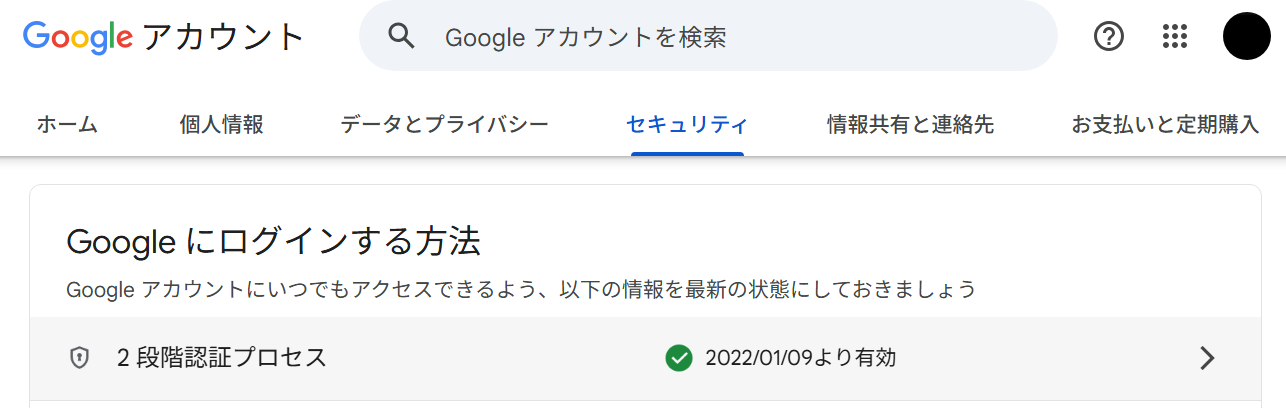 Google アカウント
Google アカウントを検索
ホーム 個人情報 データとプライバシー セキュリティ 情報共有と連絡先 お支払いと定期購入
Google にログインする方法
Google アカウントにいつでもアクセスできるよう、以下の情報を最新の状態にしておきましょう
2 段階認証プロセス 2022/01/09より有効